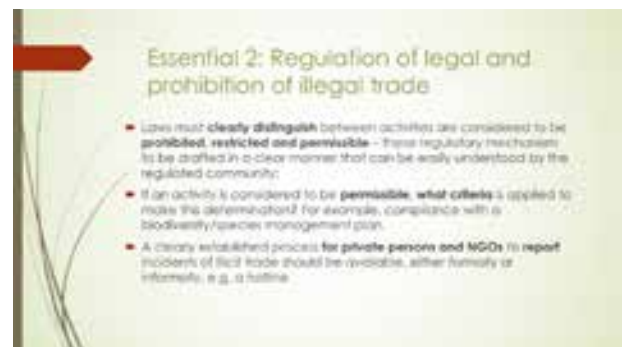 Essential 2: Regulation of legal and
prohibition of illegal trade
Laws must clearly distinguish between activities are considered to be
prohibited, restricted and permissible – these regulatory mechanism
to be drafted in a clear manner that can be easily understood by the
regulated community;
If an activity is considered to be permissible, what criteria is applied to
make this determination? For example, compliance with a
biodiversity/species management plan.
A clearly established process for private persons and NGOs to report
incidents of illicit trade should be available, either formally or
informally, e.g. a hotline